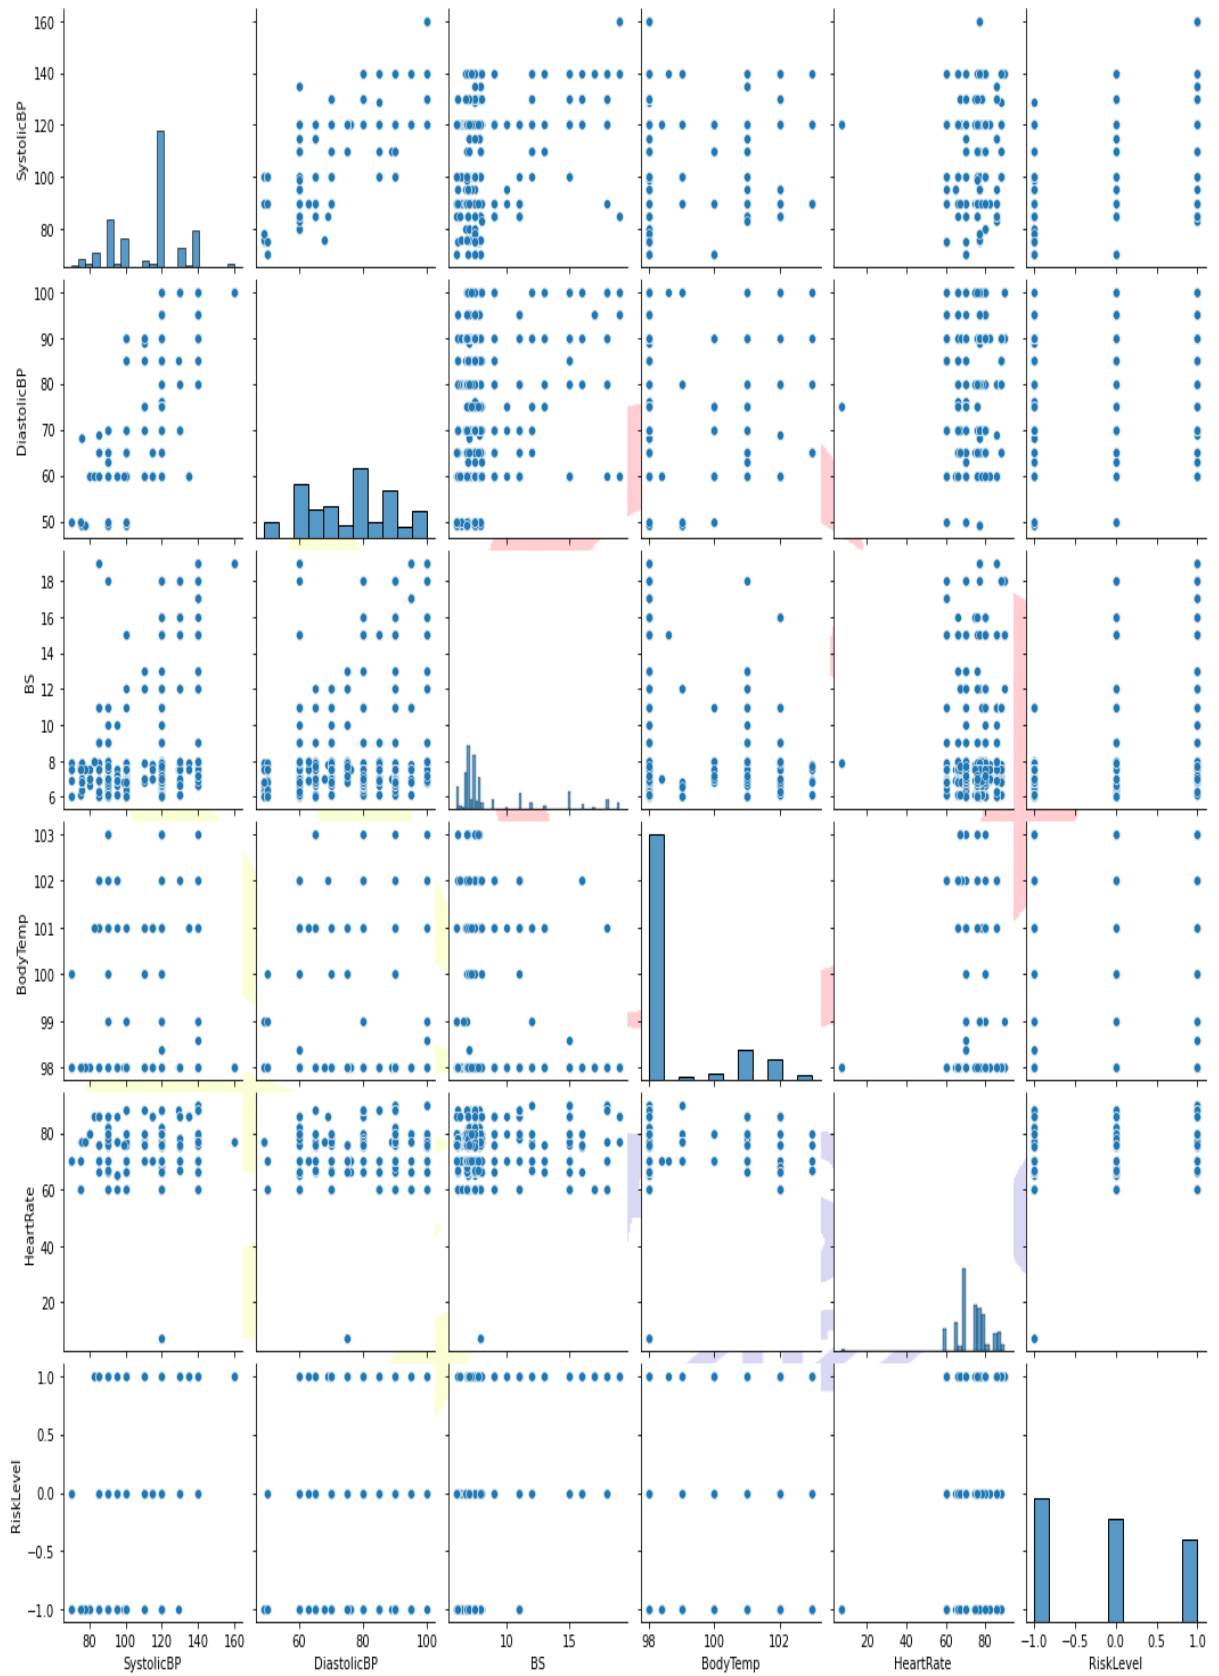 160
140
120
100
80
SystolicBP
100
90
80
70
60
50
DiastolicBP
18
16
14
12
10
8
6
BS
103
102
101
100
99
98
BodyTemp
80
60
40
20
HeartRate
1.0
0.5
0.0
−0.5
−1.0
RiskLevel
80 100 120 140 160
60 80 100
10 15
98 100 102
20 40 60 80
−1.0 −0.5 0.0 0.5 1.0
SystolicBP DiastolicBP BS BodyTemp HeartRate RiskLevel